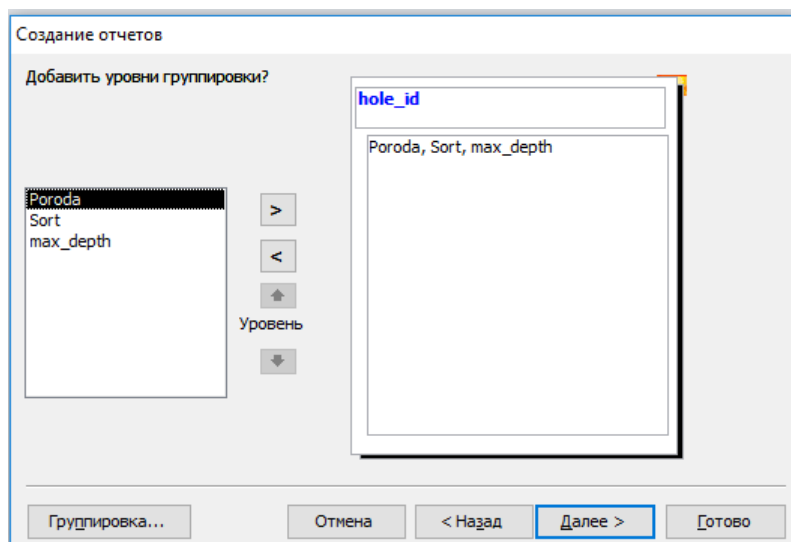 Создание отчетов
Добавить уровни группировки?
hole_id
Poroda, Sort, max_depth
Poroda
Sort
max_depth
>
<
Уровень
Группировка...
Отмена
< Назад
Далее >
Готово